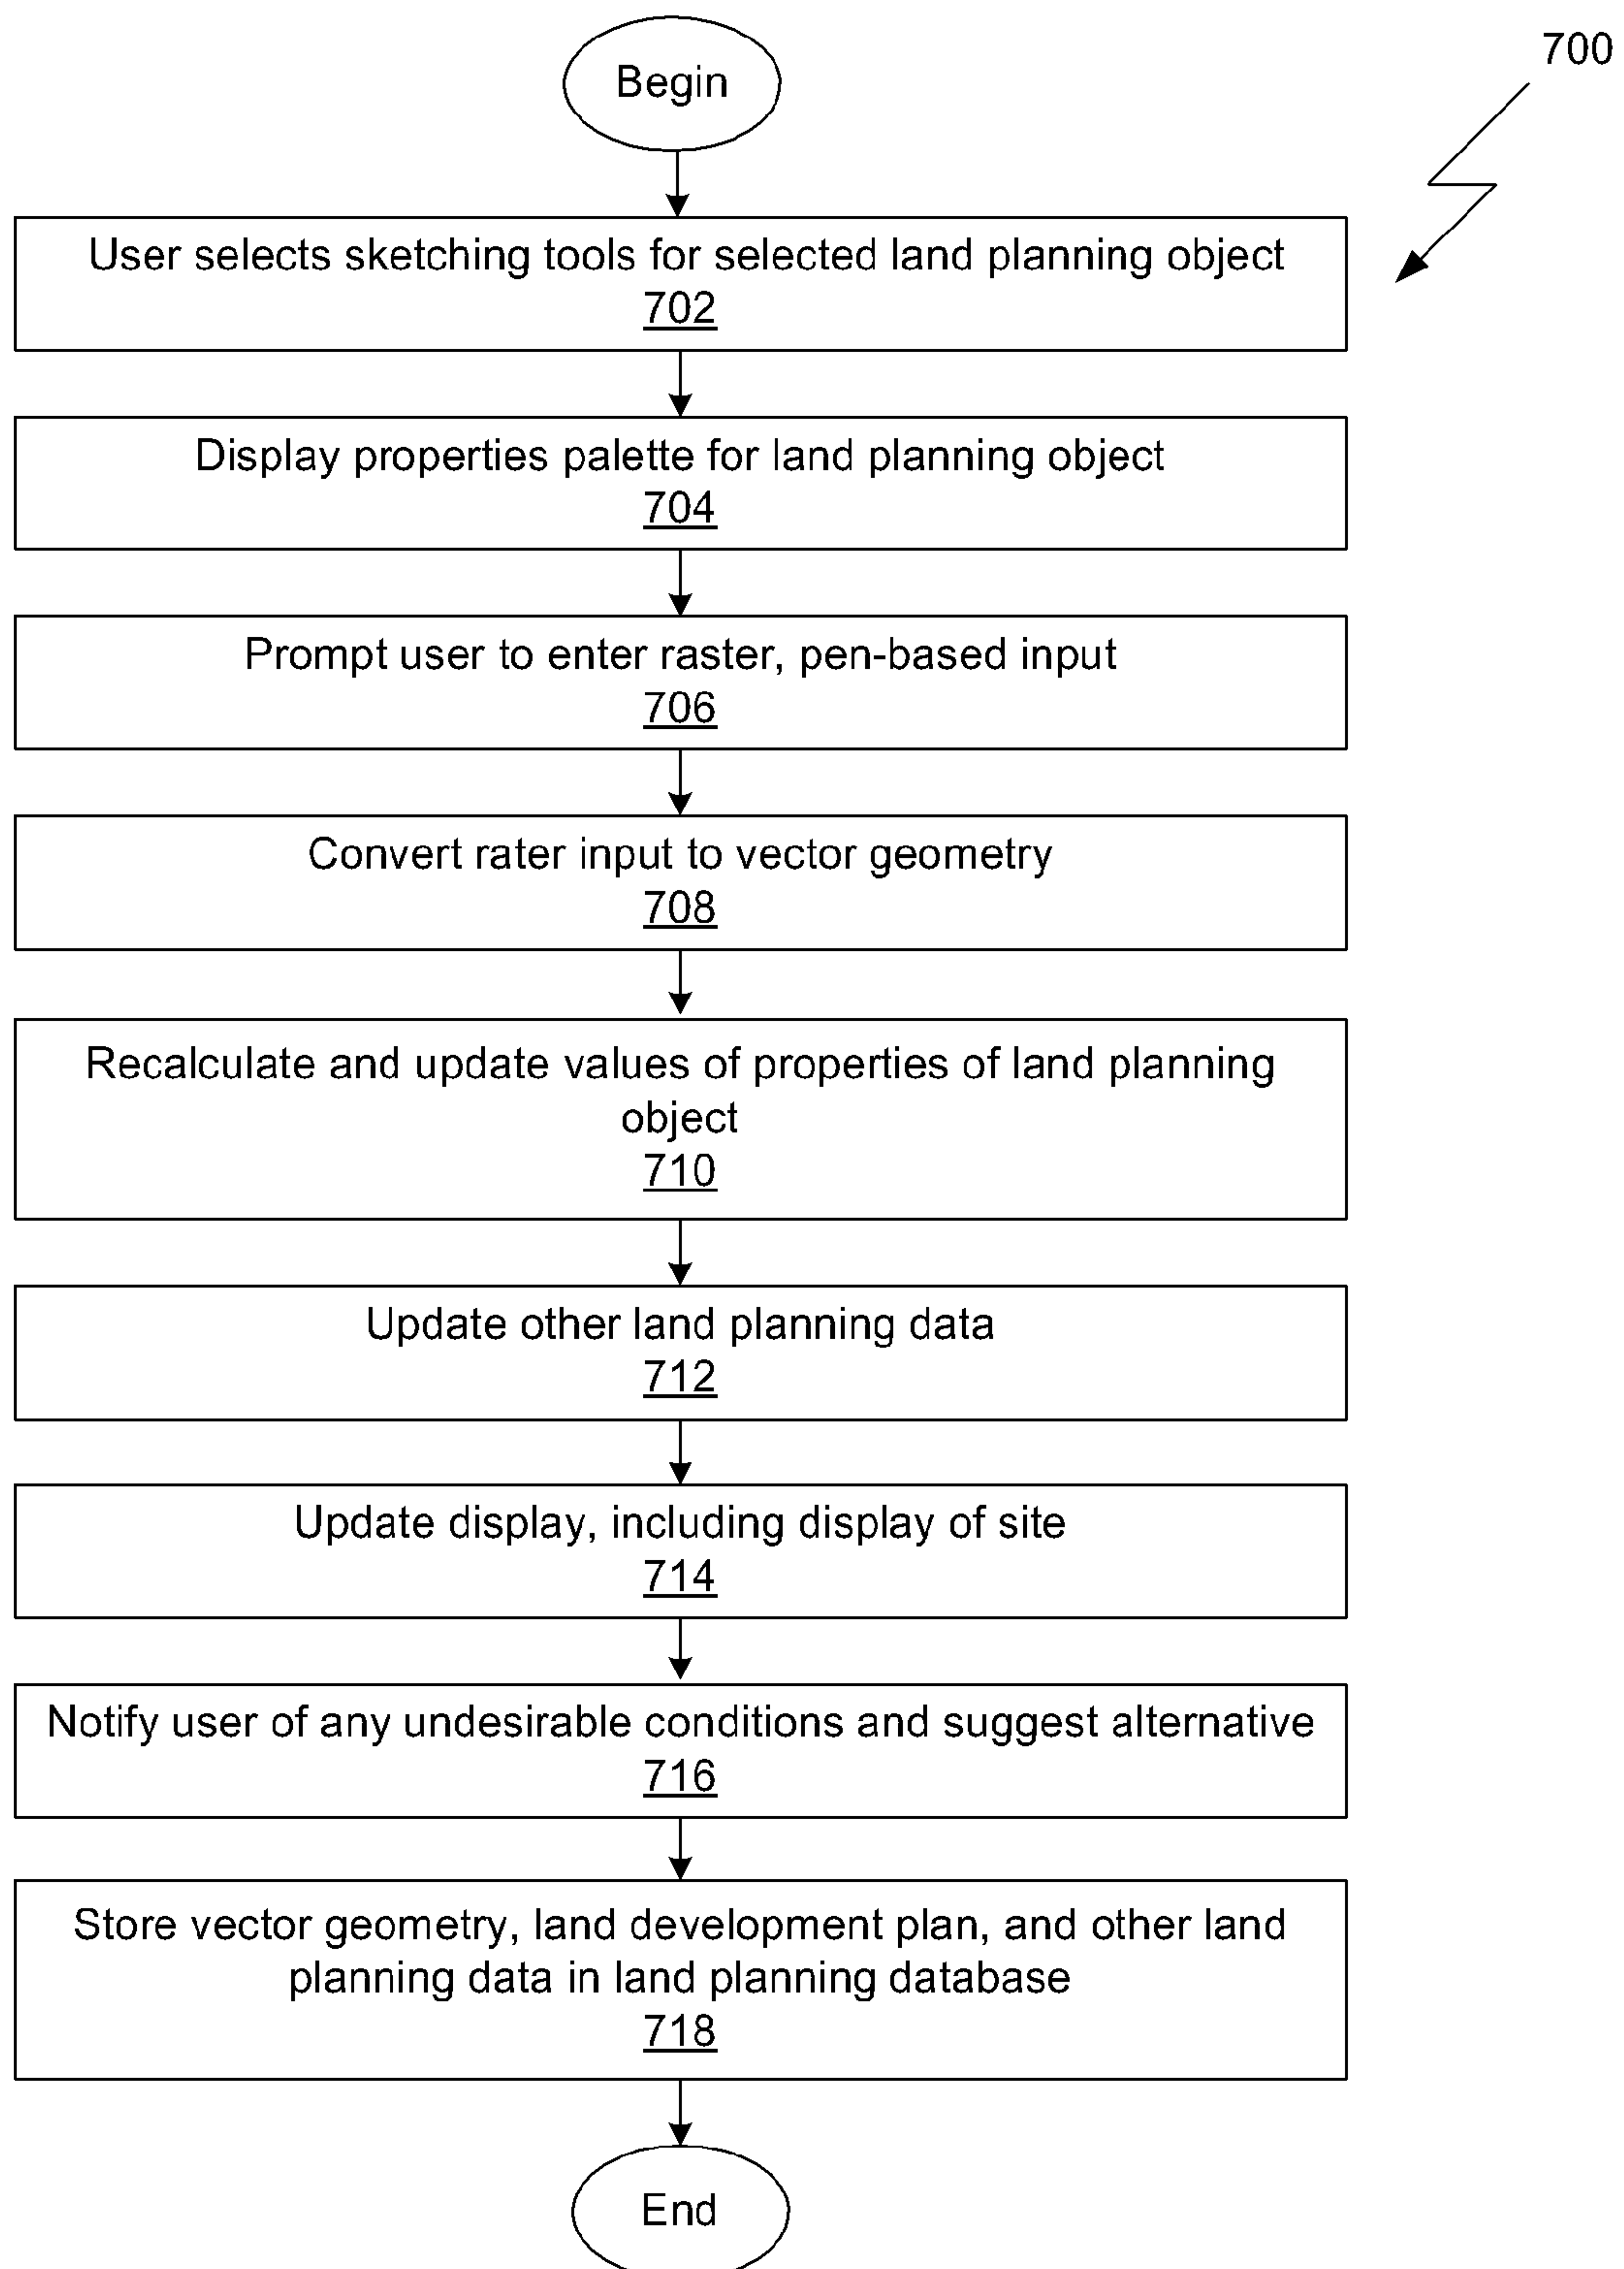 Begin
700
User selects sketching tools for selected land planning object
702
Display properties palette for land planning object
704
Prompt user to enter raster, pen-based input
706
Convert rater input to vector geometry
708
Recalculate and update values of properties of land planning
object
710
Update other land planning data
712
Update display, including display of site
714
Notify user of any undesirable conditions and suggest alternative
716
Store vector geometry, land development plan, and other land
planning data in land planning database
718
End